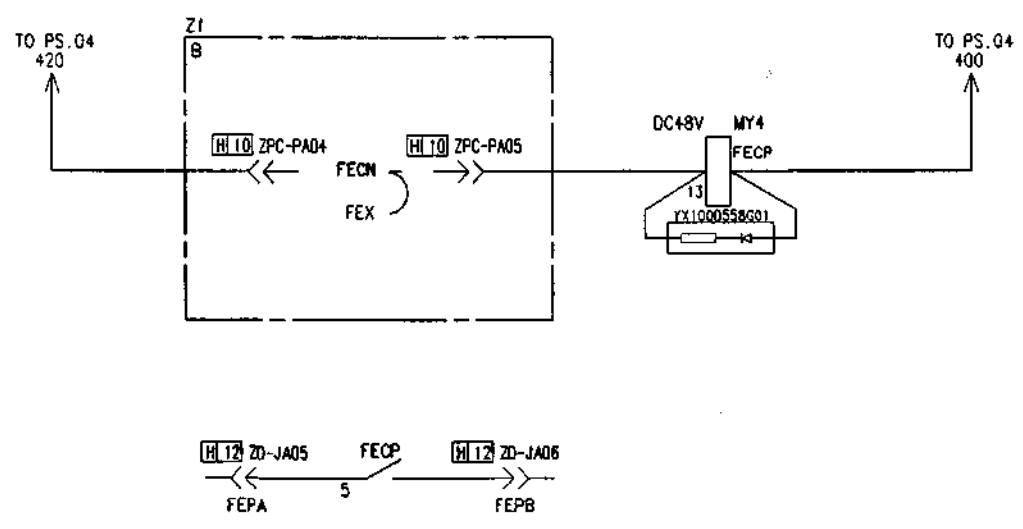 Z1
B
TO PS.04
420
TO PS.04
400
DC48V MY4
H 10 ZPC-PA04
FECN
H 10 ZPC-PA05
FECP
FEX
13
YX1000558G01
H 12 ZD-JA05
FECP
H 12 ZD-JA06
5
FEPA
FEPB